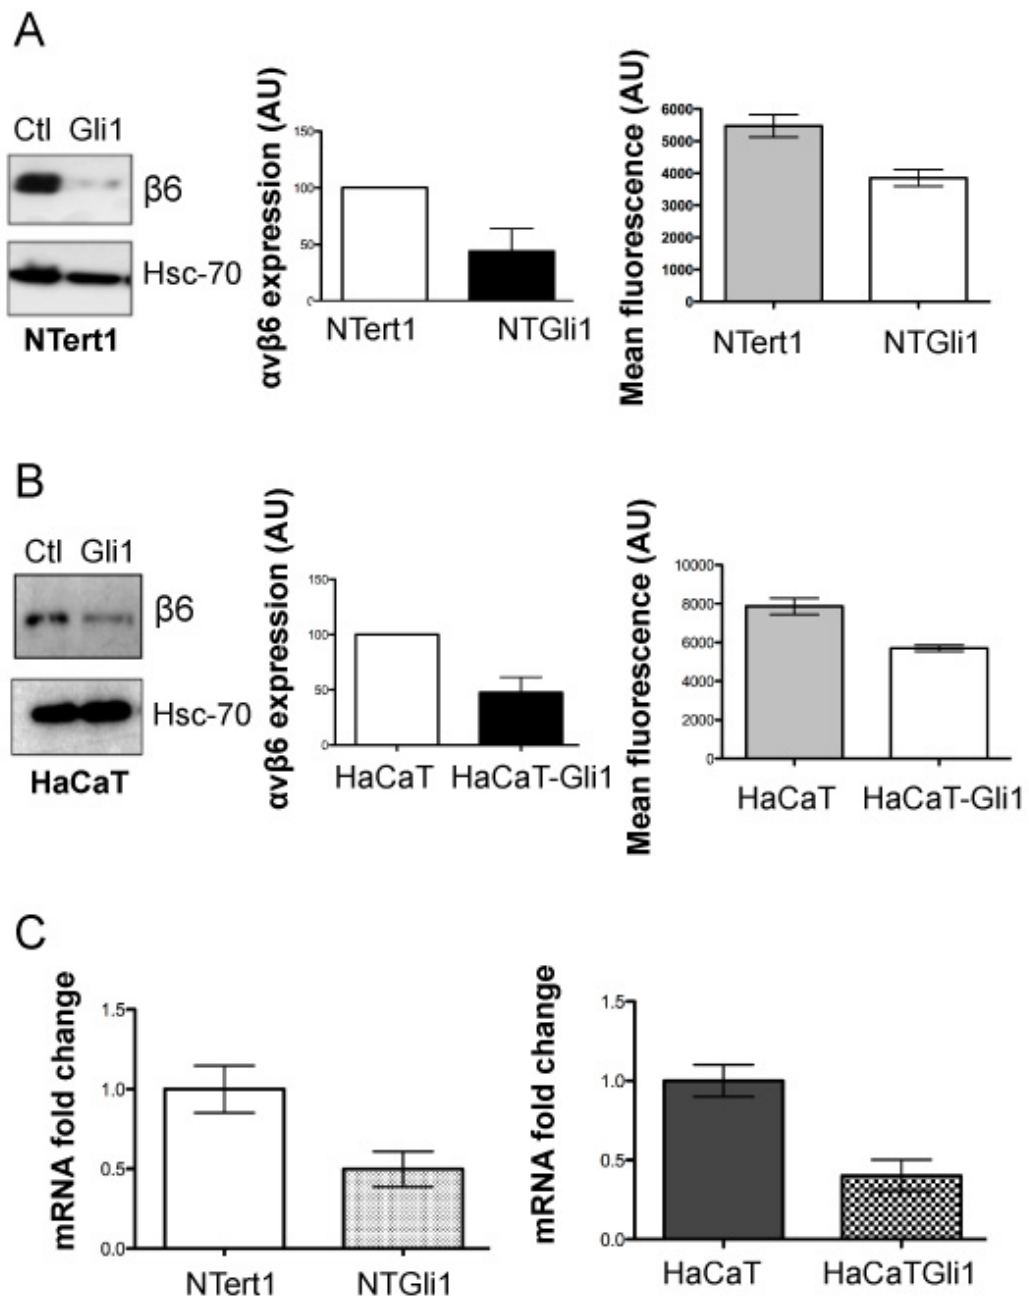 A
Ctl Gli1
β6
Hsc-70
NTert1
αvβ6 expression (AU)
150
100
50
0
NTert1 NTGli1
Mean fluorescence (AU)
6000
5000
4000
3000
2000
1000
0
NTert1 NTGli1
B
Ctl Gli1
β6
Hsc-70
HaCaT
αvβ6 expression (AU)
150
100
50
0
HaCaT HaCaT-Gli1
Mean fluorescence (AU)
10000
8000
6000
4000
2000
0
HaCaT HaCaT-Gli1
C
mRNA fold change
1.5
1.0
0.5
0.0
NTert1 NTGli1
mRNA fold change
1.5
1.0
0.5
0.0
HaCaT HaCaTGli1